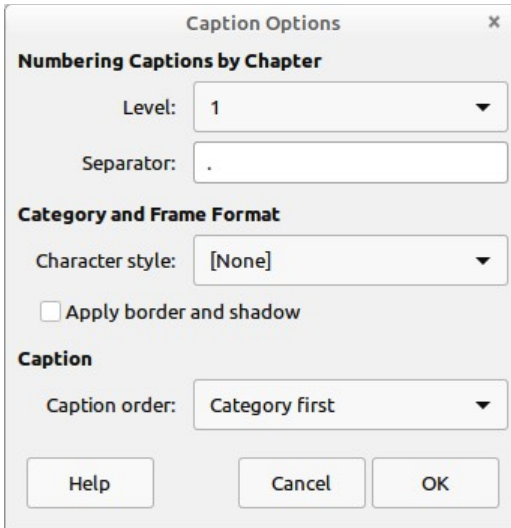 Caption Options ×
Numbering Captions by Chapter
Level: 1
Separator: .
Category and Frame Format
Character style: [None]
Apply border and shadow
Caption
Caption order: Category first
Help Cancel OK